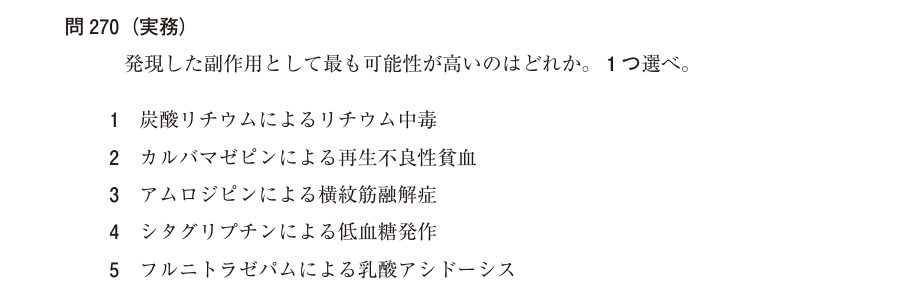 問 270(実務)
発現した副作用として最も可能性が高いのはどれか。1つ選べ。
1 炭酸リチウムによるリチウム中毒
2 カルバマゼピンによる再生不良性貧血
3 アムロジピンによる横紋筋融解症
4 シタグリプチンによる低血糖発作
5 フルニトラゼパムによる乳酸アシドーシス